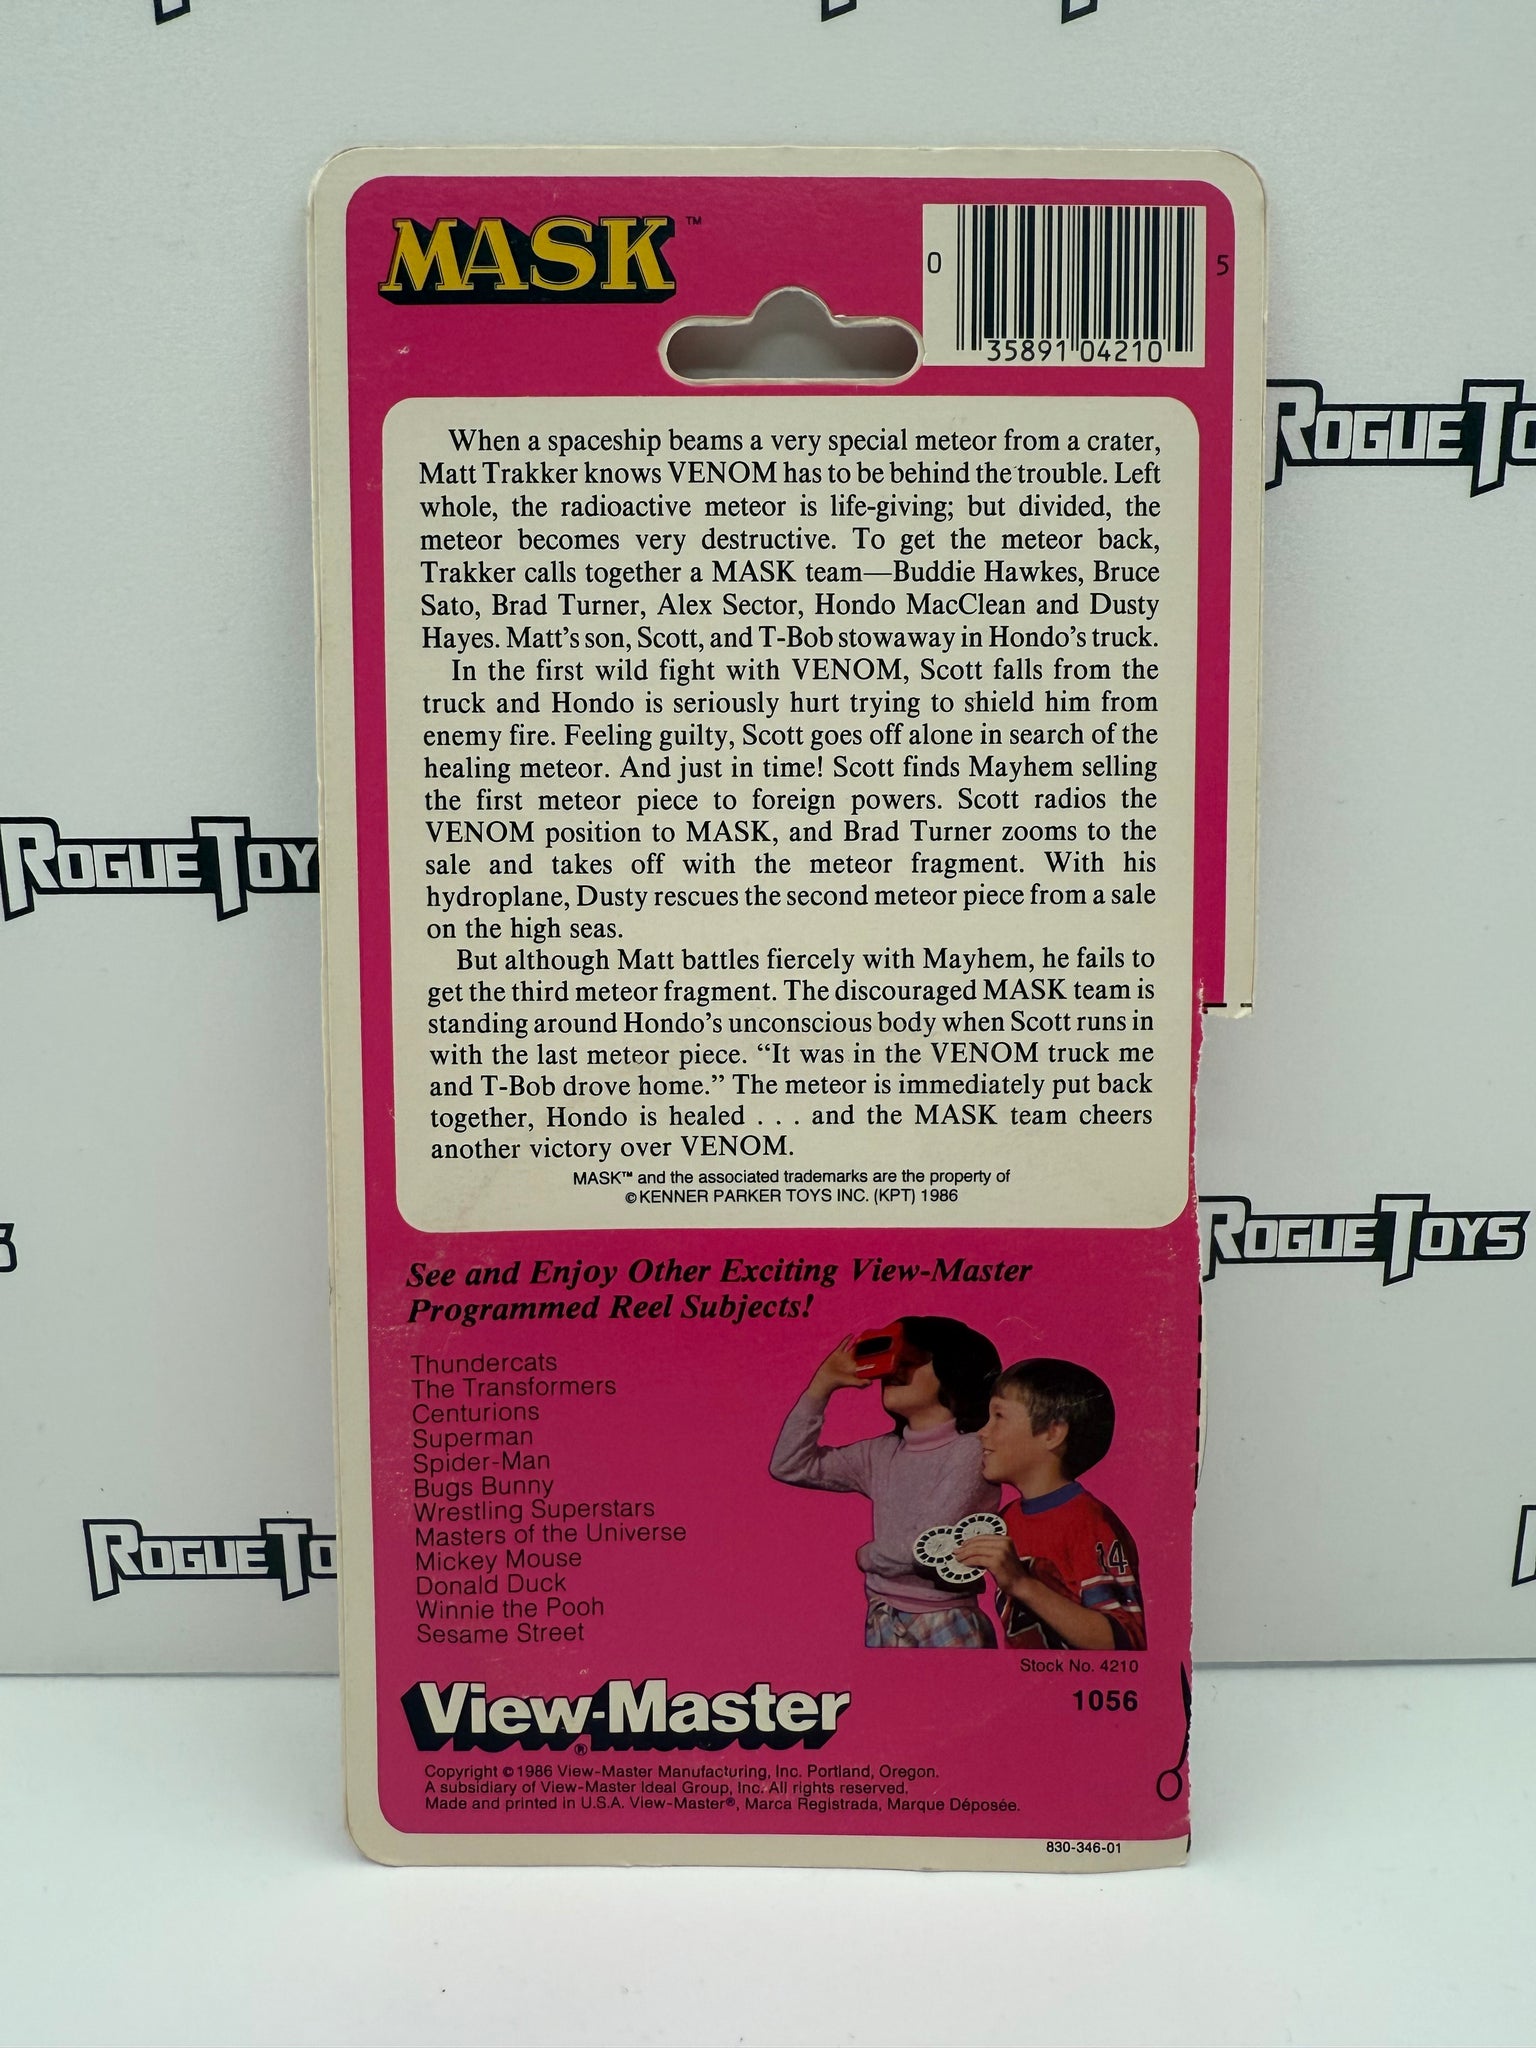 MASK™
0 35891 04210 5
When a spaceship beams a very special meteor from a crater,
Matt Trakker knows VENOM has to be behind the trouble. Left
whole, the radioactive meteor is life-giving; but divided, the
meteor becomes very destructive. To get the meteor back,
Trakker calls together a MASK team—Buddie Hawkes, Bruce
Sato, Brad Turner, Alex Sector, Hondo MacClean and Dusty
Hayes. Matt's son, Scott, and T-Bob stowaway in Hondo's truck.
In the first wild fight with VENOM, Scott falls from the
truck and Hondo is seriously hurt trying to shield him from
enemy fire. Feeling guilty, Scott goes off alone in search of the
healing meteor. And just in time! Scott finds Mayhem selling
the first meteor piece to foreign powers. Scott radios the
VENOM position to MASK, and Brad Turner zooms to the
sale and takes off with the meteor fragment. With his
hydroplane, Dusty rescues the second meteor piece from a sale
on the high seas.
But although Matt battles fiercely with Mayhem, he fails to
get the third meteor fragment. The discouraged MASK team is
standing around Hondo's unconscious body when Scott runs in
with the last meteor piece. “It was in the VENOM truck me
and T-Bob drove home.” The meteor is immediately put back
together, Hondo is healed . . . and the MASK team cheers
another victory over VENOM.
MASK™ and the associated trademarks are the property of
© KENNER PARKER TOYS INC. (KPT) 1986
See and Enjoy Other Exciting View-Master
Programmed Reel Subjects!
Thundercats
The Transformers
Centurions
Superman
Spider-Man
Bugs Bunny
Wrestling Superstars
Masters of the Universe
Mickey Mouse
Donald Duck
Winnie the Pooh
Sesame Street
14
Stock No. 4210
1056
View-Master®
Copyright © 1986 View-Master Manufacturing, Inc. Portland, Oregon.
A subsidiary of View-Master Ideal Group, Inc. All rights reserved.
Made and printed in U.S.A. View-Master®, Marca Registrada, Marque Déposée.
830-346-01
ROGUE TO
ROGUE TOY
ROGUE TOYS
ROGUE TO